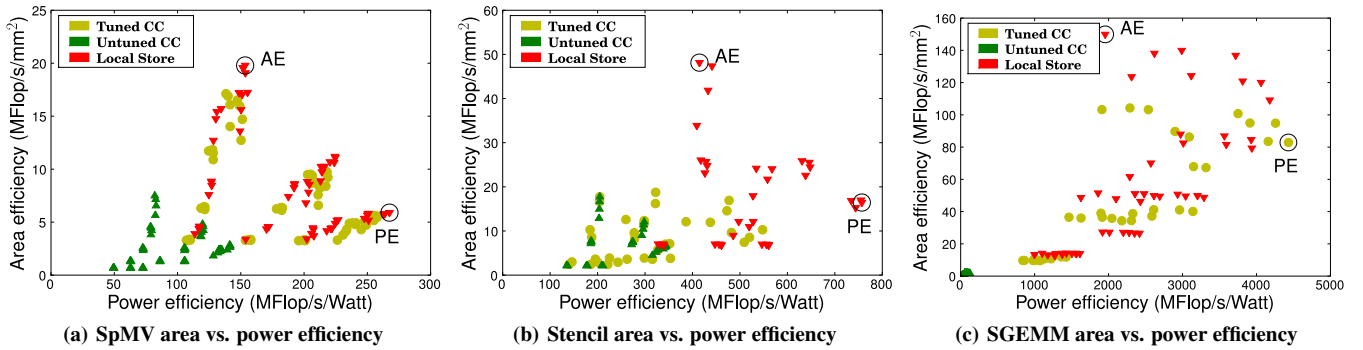 Area efficiency (MFlop/s/mm²)
25
20
15
10
5
0
Tuned CC
Untuned CC
Local Store
AE
PE
0 50 100 150 200 250 300
Power efficiency (MFlop/s/Watt)
(a) SpMV area vs. power efficiency
Area efficiency (MFlop/s/mm²)
60
50
40
30
20
10
0
Tuned CC
Untuned CC
Local Store
AE
PE
0 100 200 300 400 500 600 700 800
Power efficiency (MFlop/s/Watt)
(b) Stencil area vs. power efficiency
Area efficiency (MFlop/s/mm²)
160
140
120
100
80
60
40
20
0
Tuned CC
Untuned CC
Local Store
AE
PE
0 1000 2000 3000 4000 5000
Power efficiency (MFlop/s/Watt)
(c) SGEMM area vs. power efficiency